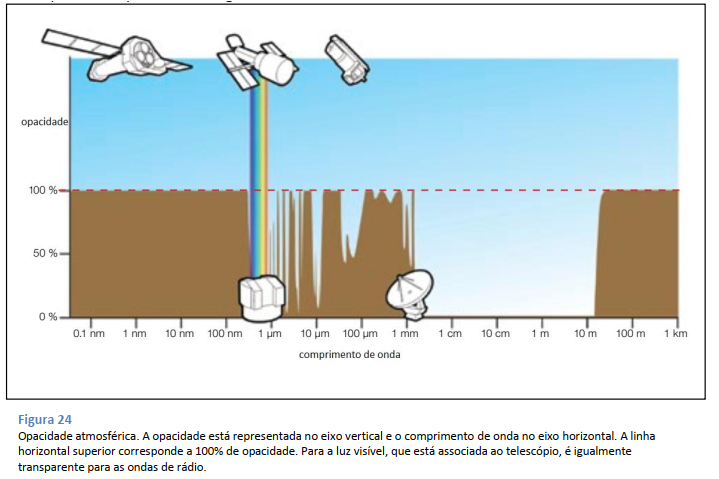 opacidade
100 %
50 %
0 %
0.1 nm 1 nm 10 nm 100 nm 1 µm 10 µm 100 µm 1 mm 1 cm 10 cm 1 m 10 m 100 m 1 km
comprimento de onda
Figura 24
Opacidade atmosférica. A opacidade está representada no eixo vertical e o comprimento de onda no eixo horizontal. A linha
horizontal superior corresponde a 100% de opacidade. Para a luz visível, que está associada ao telescópio, é igualmente
transparente para as ondas de rádio.